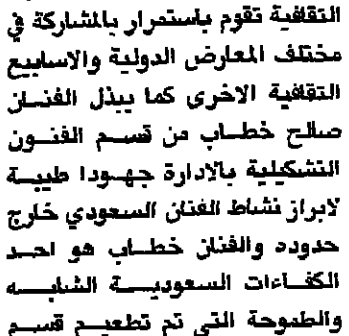 الثقافية تقوم باستمرار بالمشاركة في
مختلف المعارض الدولية والاسابيع
الثقافية الاخرى كما يبذل الفنان
صالح خطاب من قسم الفنون
التشكيلية بالادارة جهودا طيبة
لابراز نشاط الفنان السعودي خارج
حدوده والفنان خطاب هو احد
الكفاءات السعودية الشابه
والطموحة التي تم تطعيم قسم